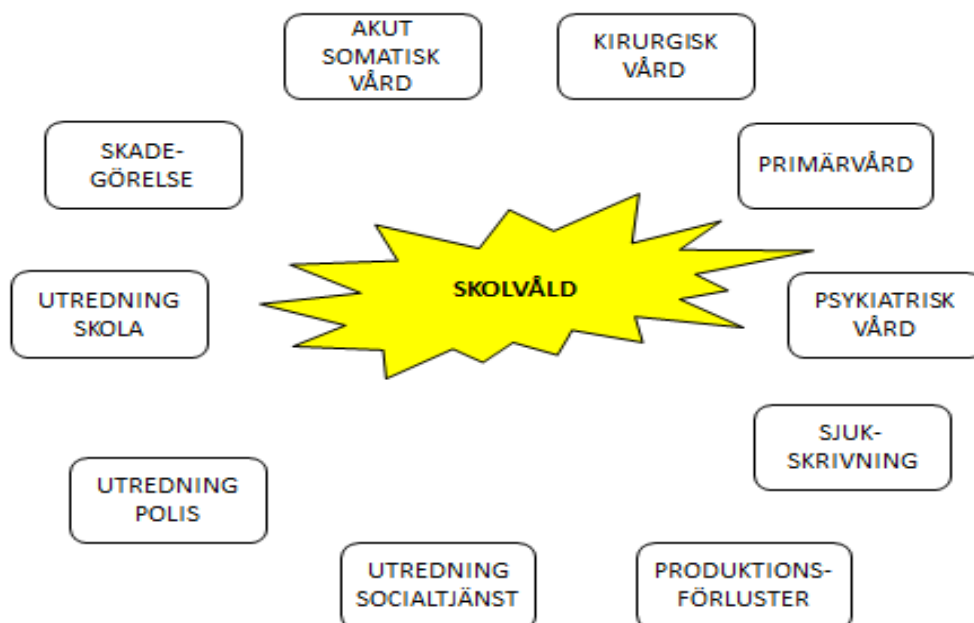 AKUT
SOMATISK
VÅRD
KIRURGISK
VÅRD
SKADE-
GÖRELSE
PRIMÄRVÅRD
SKOLVÅLD
UTREDNING
SKOLA
PSYKIATRISK
VÅRD
SJUK-
SKRIVNING
UTREDNING
POLIS
UTREDNING
SOCIALTJÄNST
PRODUKTIONS-
FÖRLUSTER